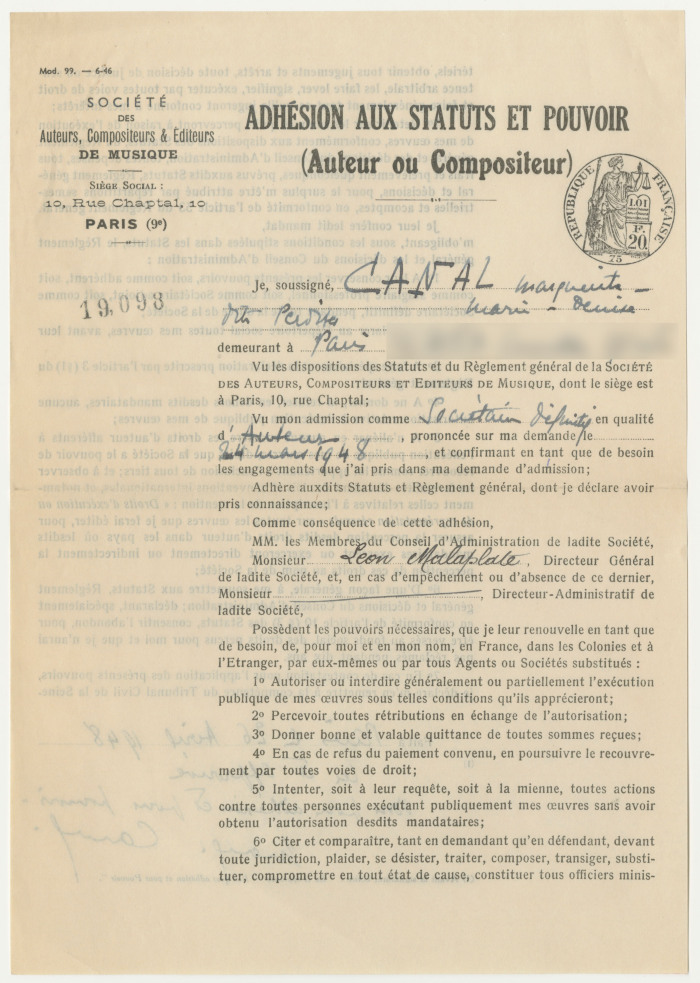 Mod. 99. — 6-46
SOCIÉTÉ
DES
Auteurs, Compositeurs & Editeurs
DE MUSIQUE
SIÈGE SOCIAL :
10, Rue Chaptal, 10
PARIS (9e)
ADHÉSION AUX STATUTS ET POUVOIR
(Auteur ou Compositeur)
RÉPUBLIQUE FRANÇAISE
LOI
F.
20
75
19,093
Je, soussigné, CANAL Marguerite -
Marie - Denise
dite Perdita
demeurant à Paris
Vu les dispositions des Statuts et du Règlement général de la SOCIÉTÉ
DES AUTEURS, COMPOSITEURS ET EDITEURS DE MUSIQUE, dont le siège est
à Paris, 10, rue Chaptal;
Vu mon admission comme Sociétaire définitif en qualité
d' Auteur, prononcée sur ma demande le
24 mars 1948, et confirmant en tant que de besoin
les engagements que j'ai pris dans ma demande d'admission;
Adhère auxdits Statuts et Règlement général, dont je déclare avoir
pris connaissance;
Comme conséquence de cette adhésion,
MM. les Membres du Conseil d'Administration de ladite Société,
Monsieur Léon Malaplate, Directeur Général
de ladite Société, et, en cas d'empêchement ou d'absence de ce dernier,
Monsieur, Directeur-Administratif de
ladite Société,
Possèdent les pouvoirs nécessaires, que je leur renouvelle en tant que
de besoin, de, pour moi et en mon nom, en France, dans les Colonies et à
l'Etranger, par eux-mêmes ou par tous Agents ou Sociétés substitués :
1º Autoriser ou interdire généralement ou partiellement l'exécution
publique de mes œuvres sous telles conditions qu'ils apprécieront;
2º Percevoir toutes rétributions en échange de l'autorisation;
3º Donner bonne et valable quittance de toutes sommes reçues;
4º En cas de refus du paiement convenu, en poursuivre le recouvre-
ment par toutes voies de droit;
5º Intenter, soit à leur requête, soit à la mienne, toutes actions
contre toutes personnes exécutant publiquement mes œuvres sans avoir
obtenu l'autorisation desdits mandataires;
6º Citer et comparaître, tant en demandant qu'en défendant, devant
toute juridiction, plaider, se désister, traiter, composer, transiger, substi-
tuer, compromettre en tout état de cause, constituer tous officiers minis-